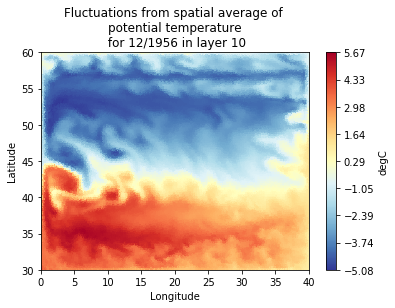 Fluctuations from spatial average of
potential temperature
for 12/1956 in layer 10
60
55
50
45
40
35
30
Latitude
0 5 10 15 20 25 30 35 40
Longitude
5.67
4.33
2.98
1.64
0.29
−1.05
−2.39
−3.74
−5.08
degC